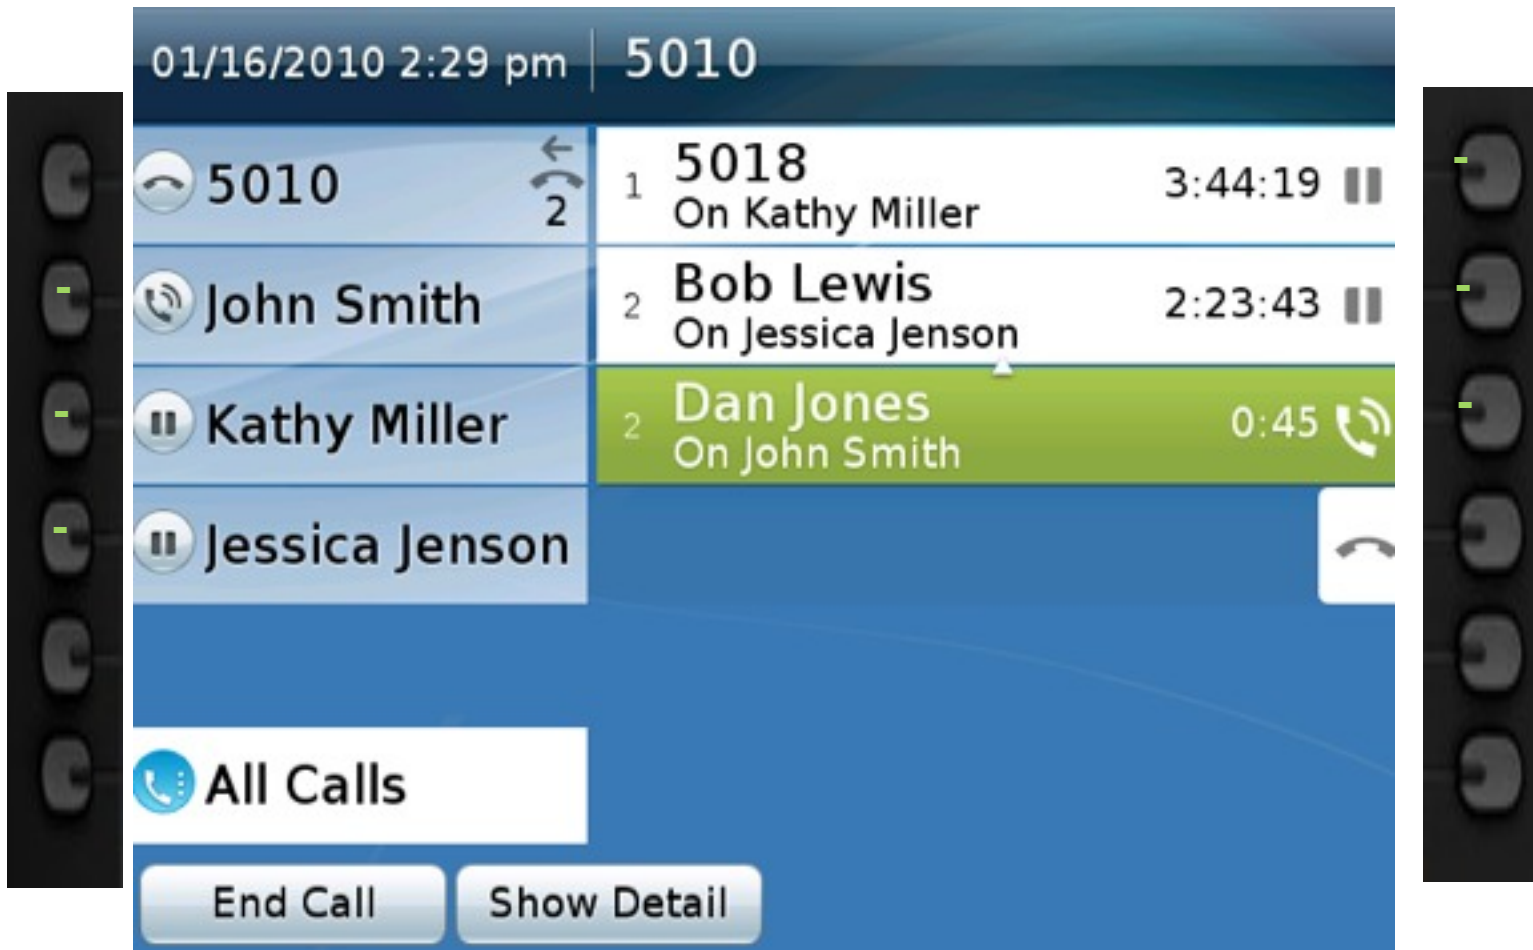 01/16/2010 2:29 pm 5010
5010 2
John Smith
Kathy Miller
Jessica Jenson
All Calls
1 5018 3:44:19
On Kathy Miller
2 Bob Lewis 2:23:43
On Jessica Jenson
2 Dan Jones 0:45
On John Smith
End Call Show Detail